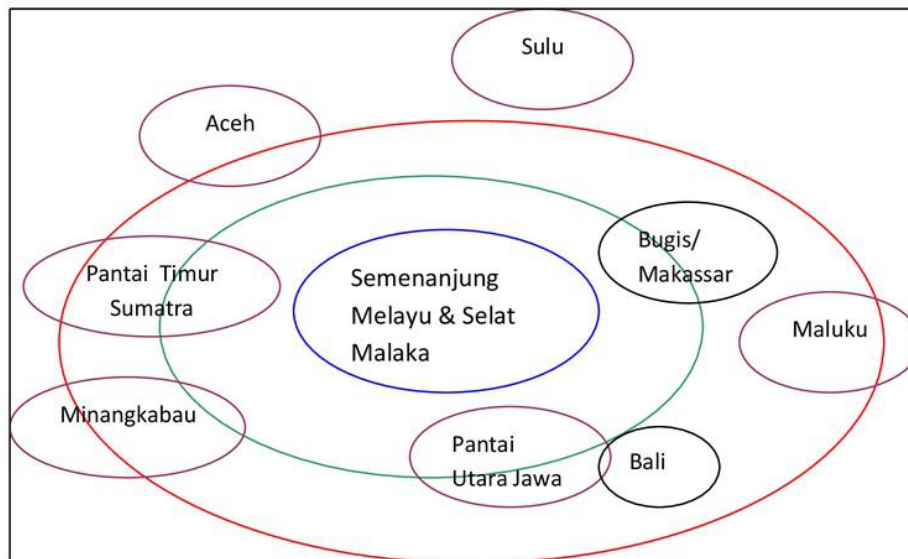 Sulu
Aceh
Bugis/
Makassar
Pantai Timur
Sumatra
Semenanjung
Melayu & Selat
Malaka
Maluku
Minangkabau
Pantai
Utara Jawa
Bali